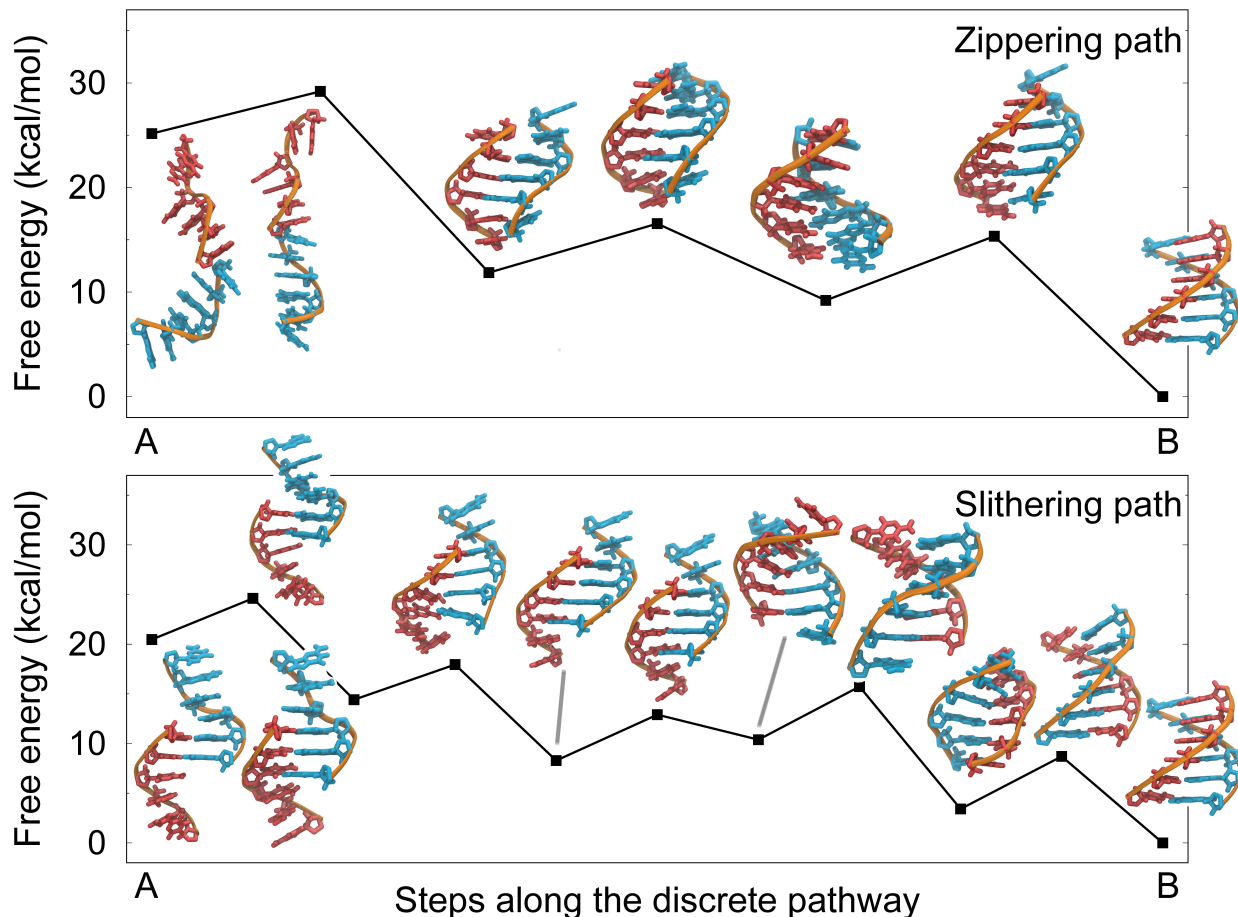 Zippering path
Free energy (kcal/mol)
30
20
10
0
A
B
Slithering path
Free energy (kcal/mol)
30
20
10
0
A
B
Steps along the discrete pathway